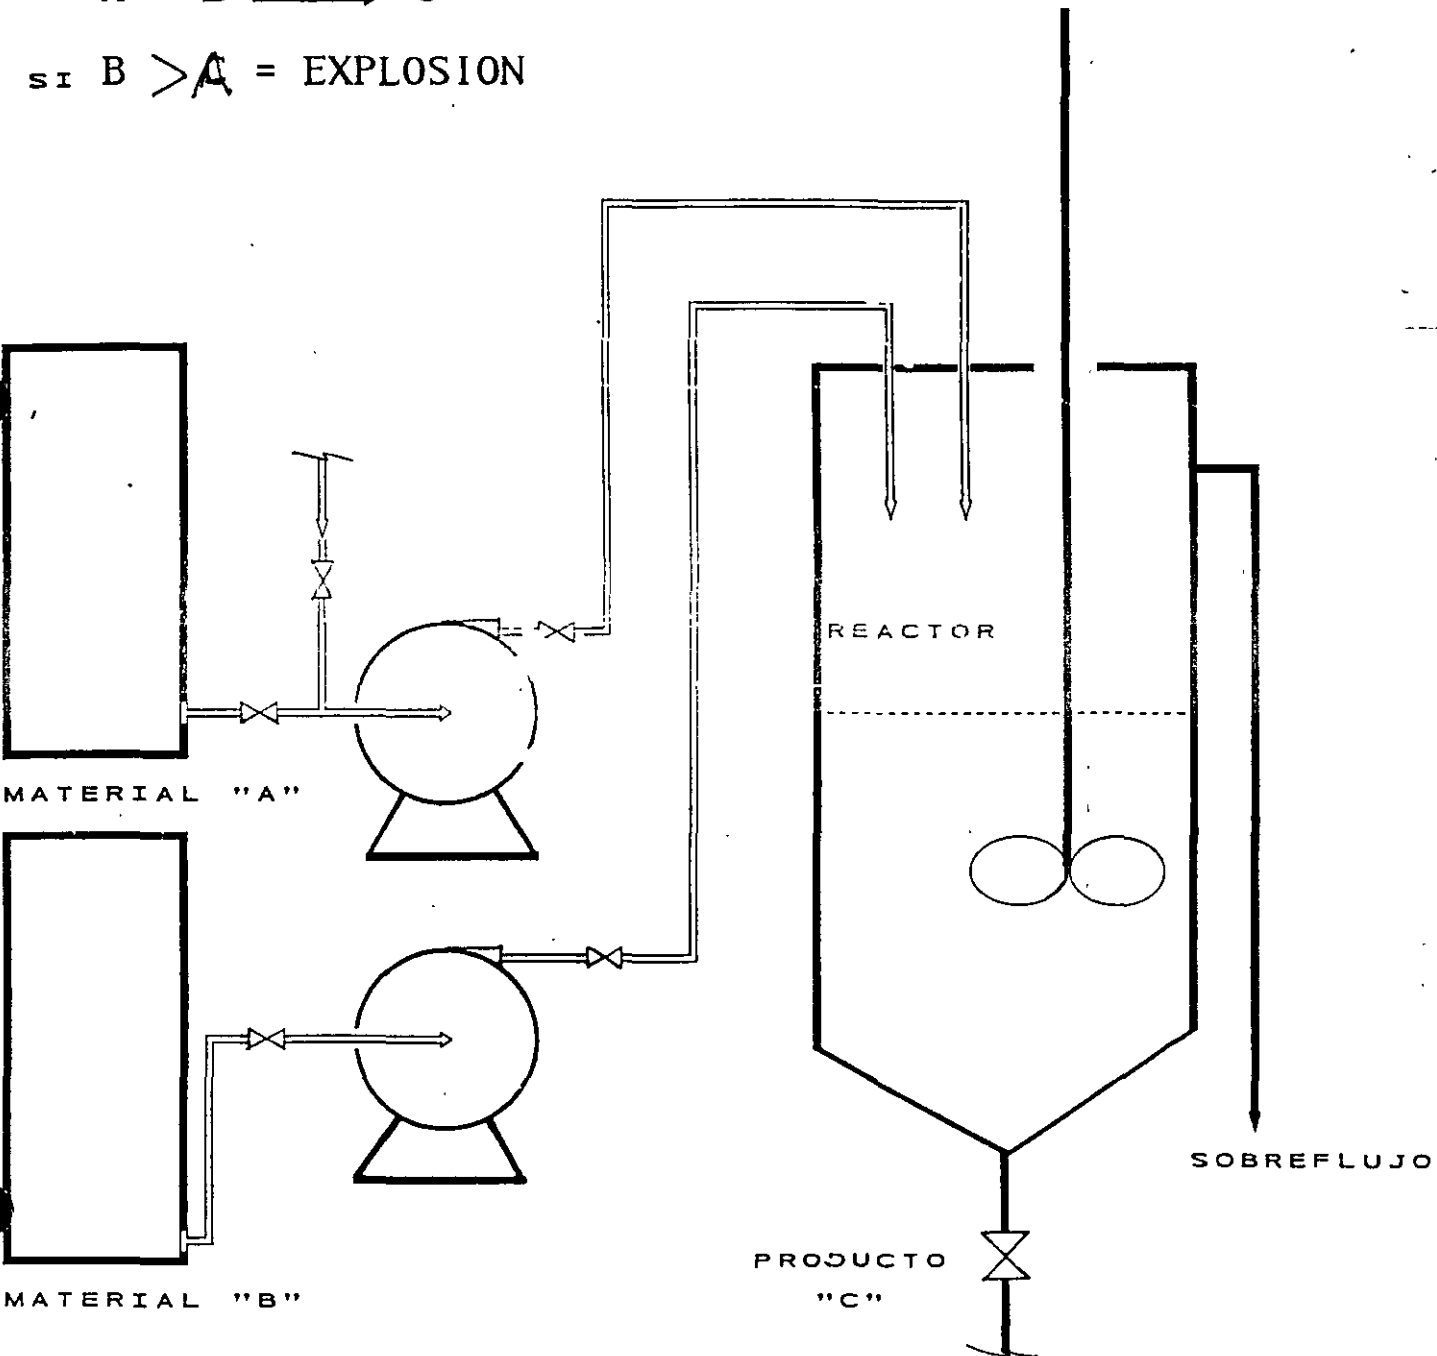 SI B > A = EXPLOSION
REACTOR
MATERIAL "A"
SOBREFLUJO
PRODUCTO
"C"
MATERIAL "B"